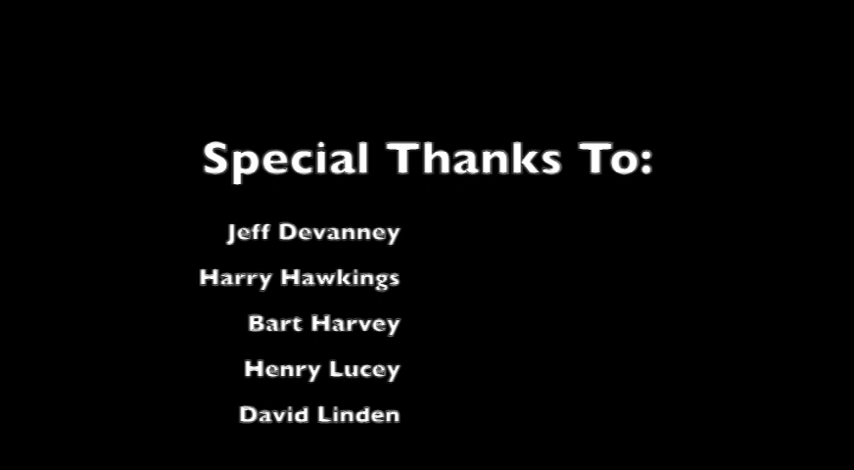 Special Thanks To:
Jeff Devanney
Harry Hawkings
Bart Harvey
Henry Lucey
David Linden